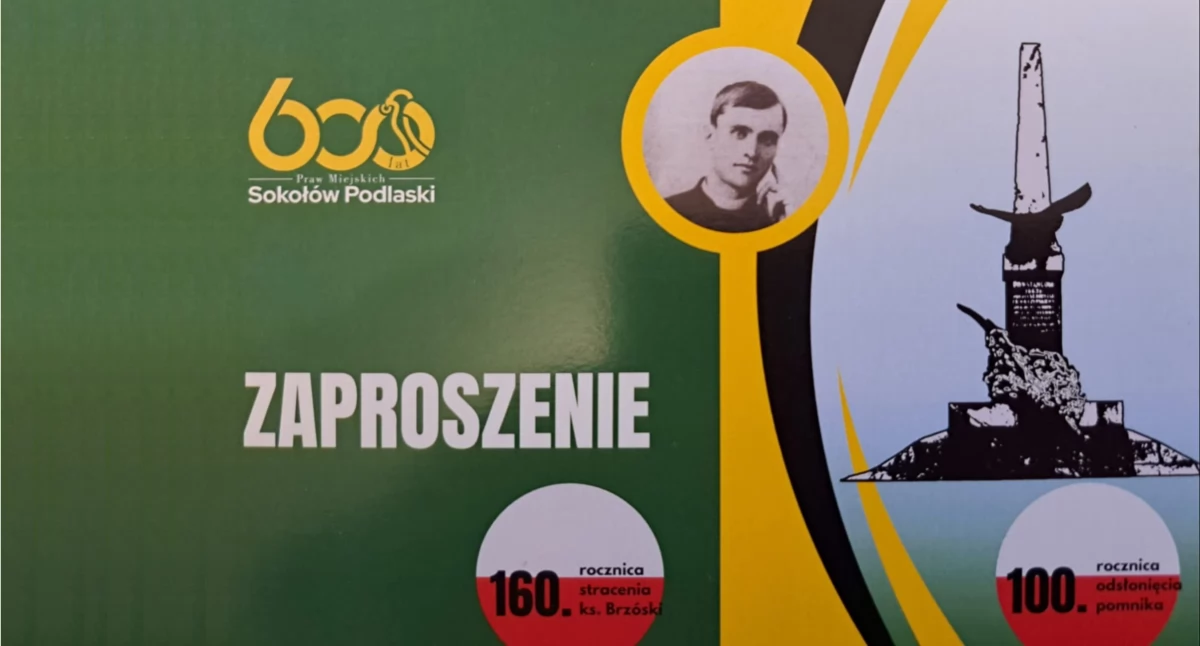 600
lat
Praw Miejskich
Sokołów Podlaski
ZAPROSZENIE
160.
rocznica
stracenia
ks. Brzóski
100.
rocznica
odsłonięcia
pomnika